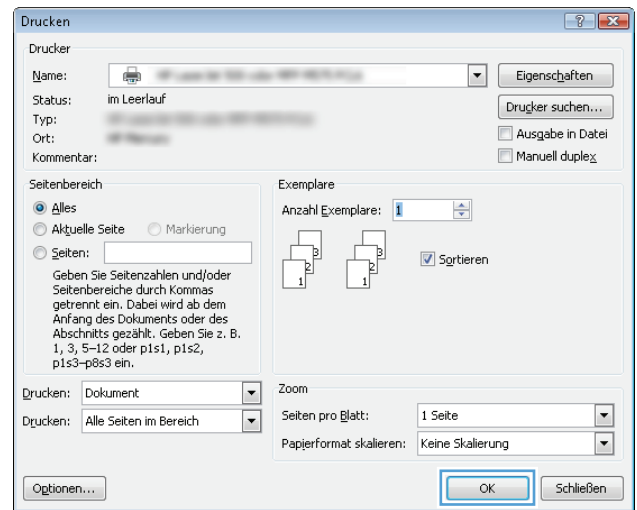 Drucken
Drucker
Name:
Eigenschaften
Status: im Leerlauf
Drucker suchen...
Typ:
Ort:
Ausgabe in Datei
Kommentar:
Manuell duplex
Seitenbereich
Alles
Aktuelle Seite Markierung
Seiten:
Geben Sie Seitenzahlen und/oder
Seitenbereiche durch Kommas
getrennt ein. Dabei wird ab dem
Anfang des Dokuments oder des
Abschnitts gezählt. Geben Sie z. B.
1, 3, 5–12 oder p1s1, p1s2,
p1s3–p8s3 ein.
Exemplare
Anzahl Exemplare: 1
3 3
2 2
1 1
Sortieren
Drucken: Dokument
Drucken: Alle Seiten im Bereich
Zoom
Seiten pro Blatt: 1 Seite
Papierformat skalieren: Keine Skalierung
Optionen...
OK
Schließen